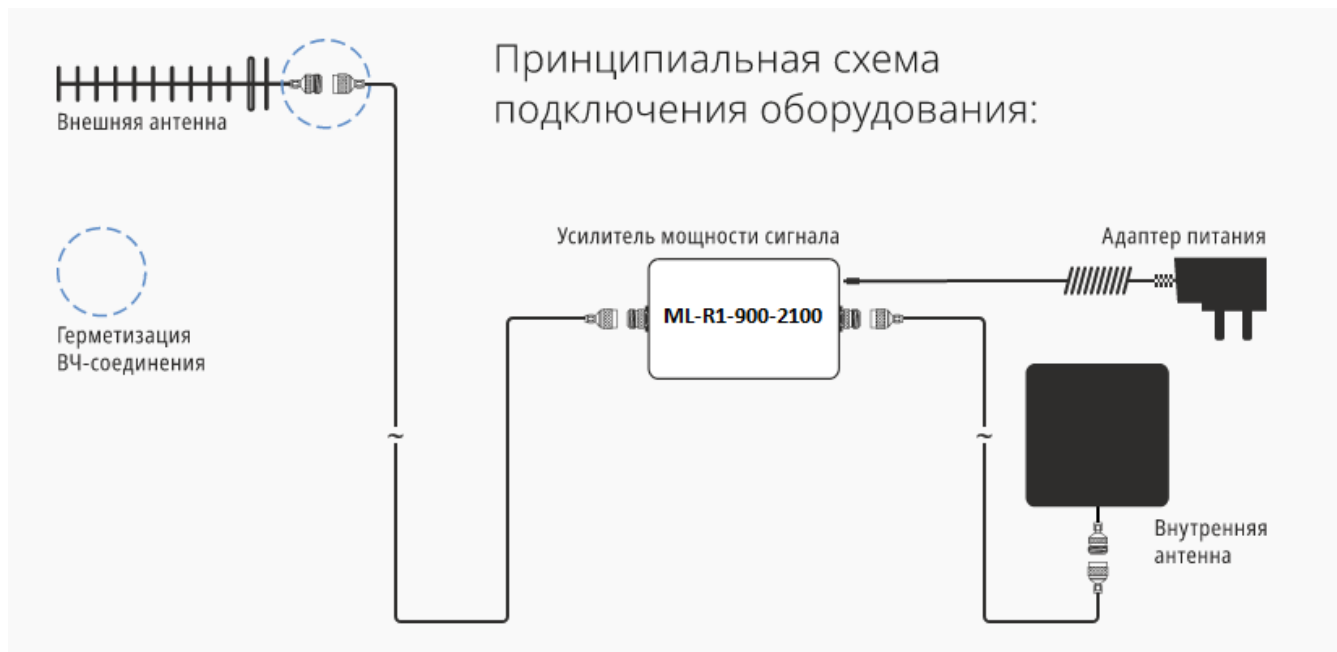 Принципиальная схема
подключения оборудования:
Внешняя антенна
Герметизация
ВЧ-соединения
Усилитель мощности сигнала
ML-R1-900-2100
Адаптер питания
Внутренняя
антенна
~
~